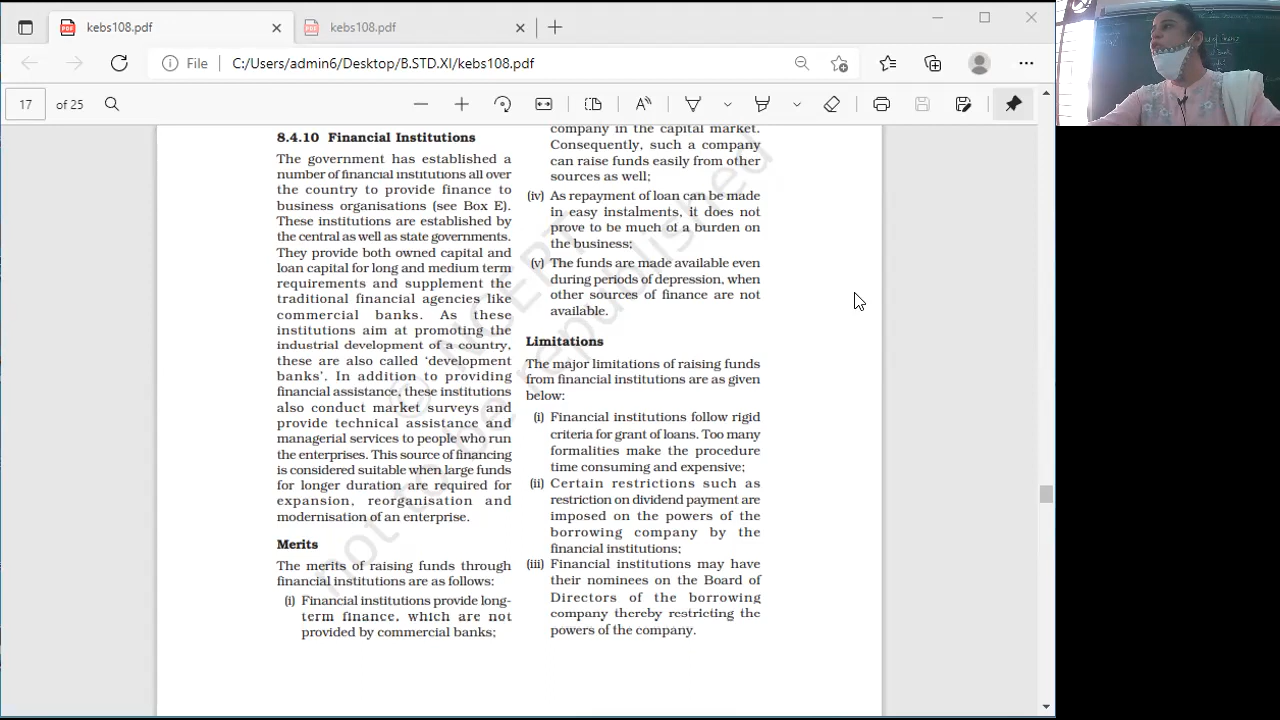 kebs108.pdf
kebs108.pdf
File
C:/Users/admin6/Desktop/B.STD.XI/kebs108.pdf
17
of 25
8.4.10 Financial Institutions
The government has established a
number of financial institutions all over
the country to provide finance to
business organisations (see Box E).
These institutions are established by
the central as well as state governments.
They provide both owned capital and
loan capital for long and medium term
requirements and supplement the
traditional financial agencies like
commercial banks. As these
institutions aim at promoting the
industrial development of a country,
these are also called ‘development
banks’. In addition to providing
financial assistance, these institutions
also conduct market surveys and
provide technical assistance and
managerial services to people who run
the enterprises. This source of financing
is considered suitable when large funds
for longer duration are required for
expansion, reorganisation and
modernisation of an enterprise.
Merits
The merits of raising funds through
financial institutions are as follows:
(i) Financial institutions provide long-
term finance, which are not
provided by commercial banks;
company in the capital market.
Consequently, such a company
can raise funds easily from other
sources as well;
(iv) As repayment of loan can be made
in easy instalments, it does not
prove to be much of a burden on
the business;
(v) The funds are made available even
during periods of depression, when
other sources of finance are not
available.
Limitations
The major limitations of raising funds
from financial institutions are as given
below:
(i) Financial institutions follow rigid
criteria for grant of loans. Too many
formalities make the procedure
time consuming and expensive;
(ii) Certain restrictions such as
restriction on dividend payment are
imposed on the powers of the
borrowing company by the
financial institutions;
(iii) Financial institutions may have
their nominees on the Board of
Directors of the borrowing
company thereby restricting the
powers of the company.
© NCERT
not to be republished